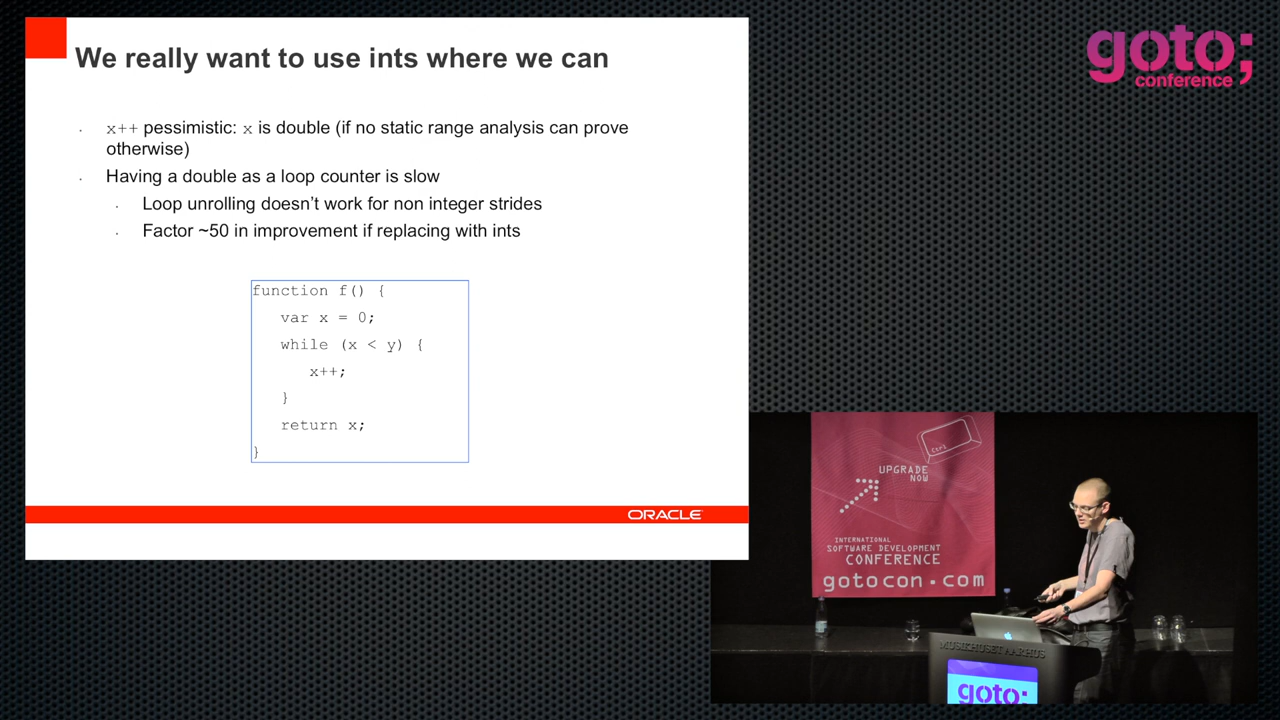 We really want to use ints where we can
x++ pessimistic: x is double (if no static range analysis can prove
otherwise)
Having a double as a loop counter is slow
Loop unrolling doesn’t work for non integer strides
Factor ~50 in improvement if replacing with ints
function f() {
var x = 0;
while (x < y) {
x++;
}
return x;
}
ORACLE
goto;
conference
Ctrl
UPGRADE
NOW
INTERNATIONAL
SOFTWARE DEVELOPMENT
CONFERENCE
gotocon.com
MUSIKHUSET AARHUS
goto;